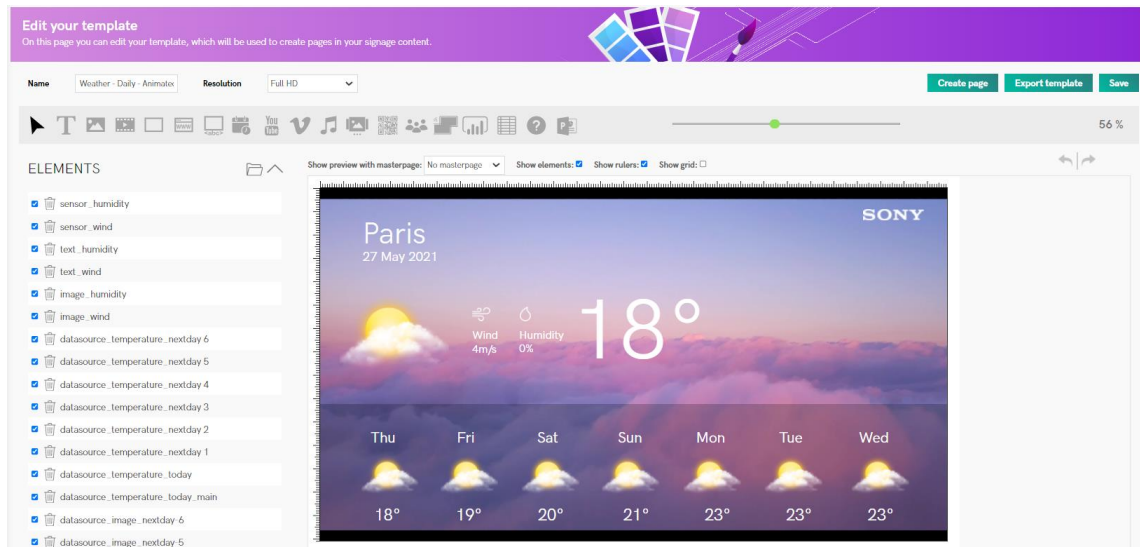 Edit your template
On this page you can edit your template, which will be used to create pages in your signage content.
Name
Weather - Daily - Animatec
Resolution
Full HD
Create page
Export template
Save
T
WWW
<abc>
You
Tube
?
P
56 %
ELEMENTS
Show preview with masterpage:
No masterpage
Show elements:
Show rulers:
Show grid:
sensor_humidity
sensor_wind
text_humidity
text_wind
image_humidity
image_wind
datasource_temperature_nextday 6
datasource_temperature_nextday 5
datasource_temperature_nextday 4
datasource_temperature_nextday 3
datasource_temperature_nextday 2
datasource_temperature_nextday 1
datasource_temperature_today
datasource_temperature_today_main
datasource_image_nextday-6
datasource_image_nextday-5
SONY
Paris
27 May 2021
Wind
4m/s
Humidity
0%
18°
Thu Fri Sat Sun Mon Tue Wed
18° 19° 20° 21° 23° 23° 23°